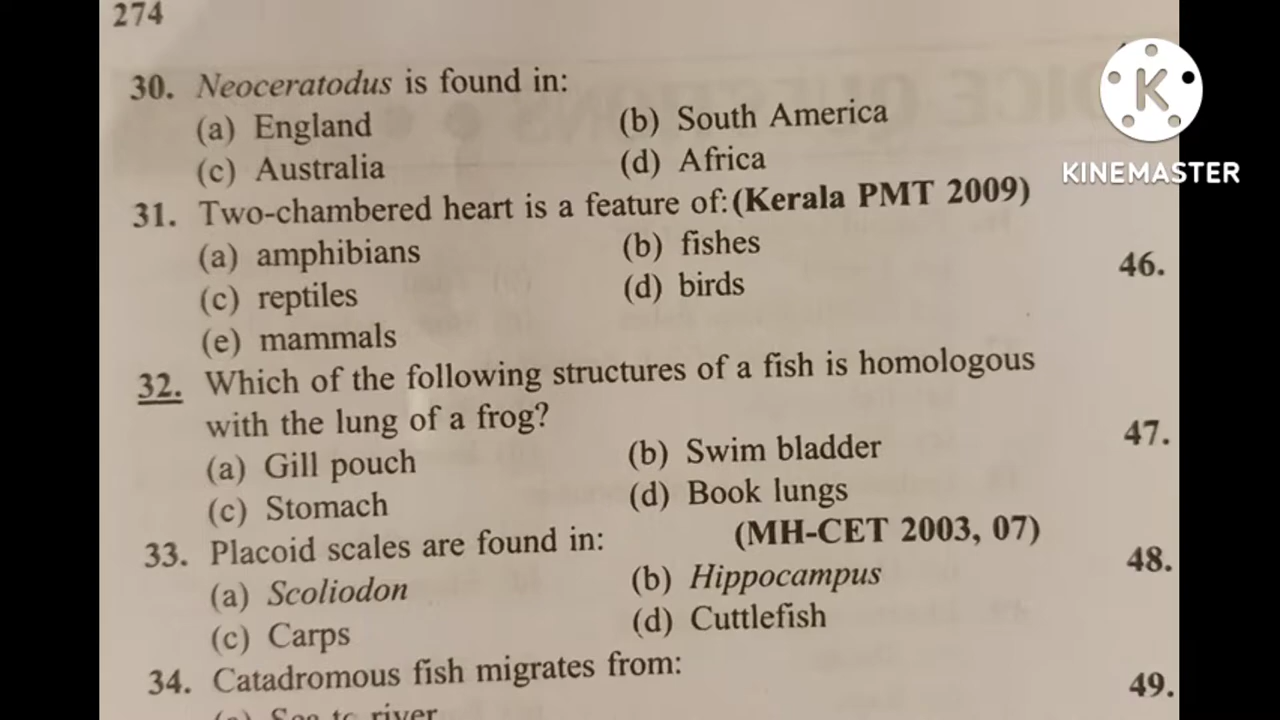 274
30. Neoceratodus is found in:
(a) England (b) South America
(c) Australia (d) Africa
31. Two-chambered heart is a feature of:(Kerala PMT 2009)
(a) amphibians (b) fishes
(c) reptiles (d) birds
(e) mammals
32. Which of the following structures of a fish is homologous
with the lung of a frog?
(a) Gill pouch (b) Swim bladder
(c) Stomach (d) Book lungs
33. Placoid scales are found in: (MH-CET 2003, 07)
(a) Scoliodon (b) Hippocampus
(c) Carps (d) Cuttlefish
34. Catadromous fish migrates from:
(a) Sea to river
46.
47.
48.
49.
K
KINEMASTER